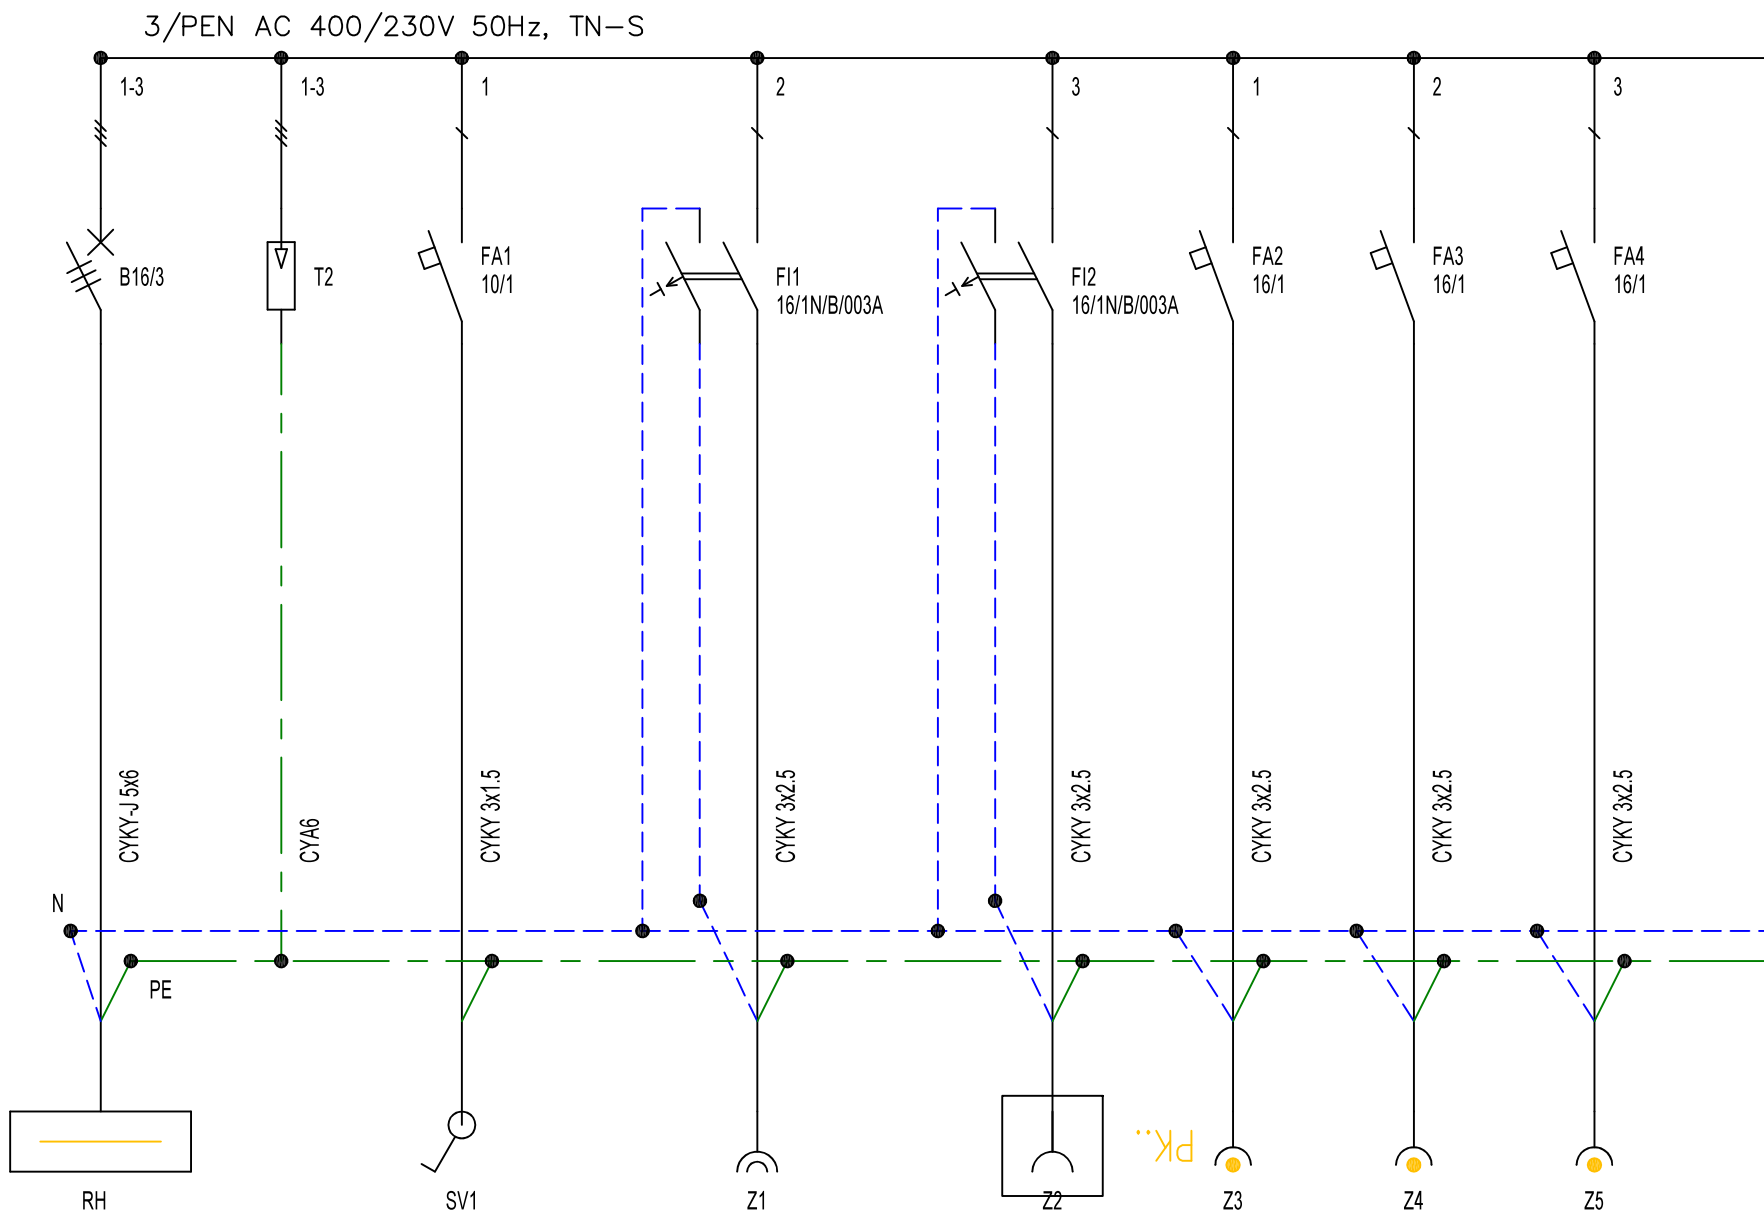 3/PEN AC 400/230V 50Hz, TN-S
1-3
1-3
1
2
3
1
2
3
B16/3
T2
FA1
10/1
FI1
16/1N/B/003A
FI2
16/1N/B/003A
FA2
16/1
FA3
16/1
FA4
16/1
CYKY-J 5x6
CYA6
CYKY 3x1.5
CYKY 3x2.5
CYKY 3x2.5
CYKY 3x2.5
CYKY 3x2.5
CYKY 3x2.5
N
PE
PK..
RH
SV1
Z1
Z2
Z3
Z4
Z5